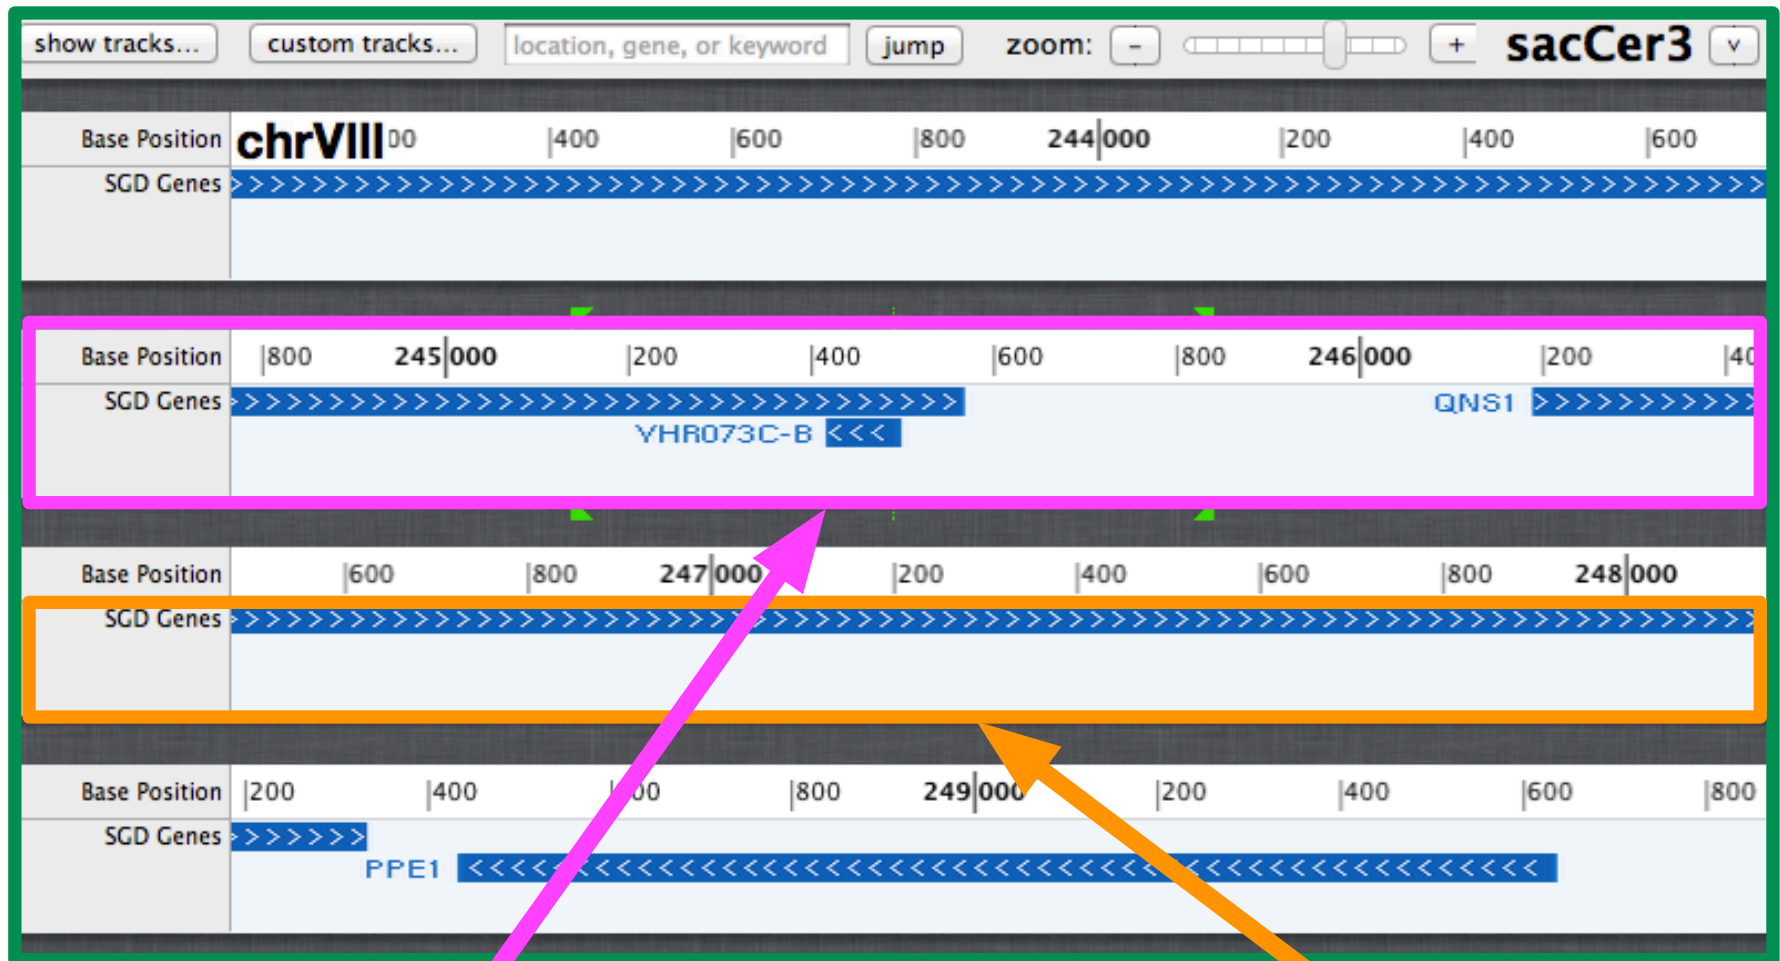 show tracks... custom tracks... location, gene, or keyword jump zoom: - + sacCer3 v
Base Position chrVIII 00 |400 |600 |800 244|000 |200 |400 |600
SGD Genes
Base Position |800 245|000 |200 |400 |600 |800 246|000 |200 |40
SGD Genes QNS1
YHR073C-B
Base Position |600 |800 247|000 |200 |400 |600 |800 248|000
SGD Genes
Base Position |200 |400 00 |800 249|000 |200 |400 |600 |800
SGD Genes
PPE1